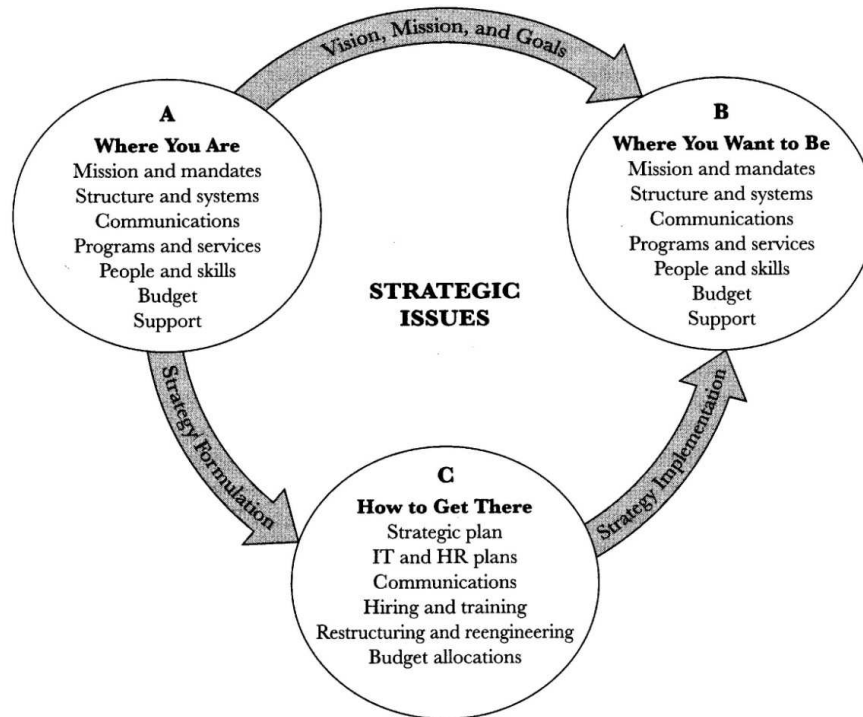 Vision, Mission, and Goals
A
Where You Are
Mission and mandates
Structure and systems
Communications
Programs and services
People and skills
Budget
Support
B
Where You Want to Be
Mission and mandates
Structure and systems
Communications
Programs and services
People and skills
Budget
Support
STRATEGIC
ISSUES
Strategy Formulation
Strategy Implementation
C
How to Get There
Strategic plan
IT and HR plans
Communications
Hiring and training
Restructuring and reengineering
Budget allocations